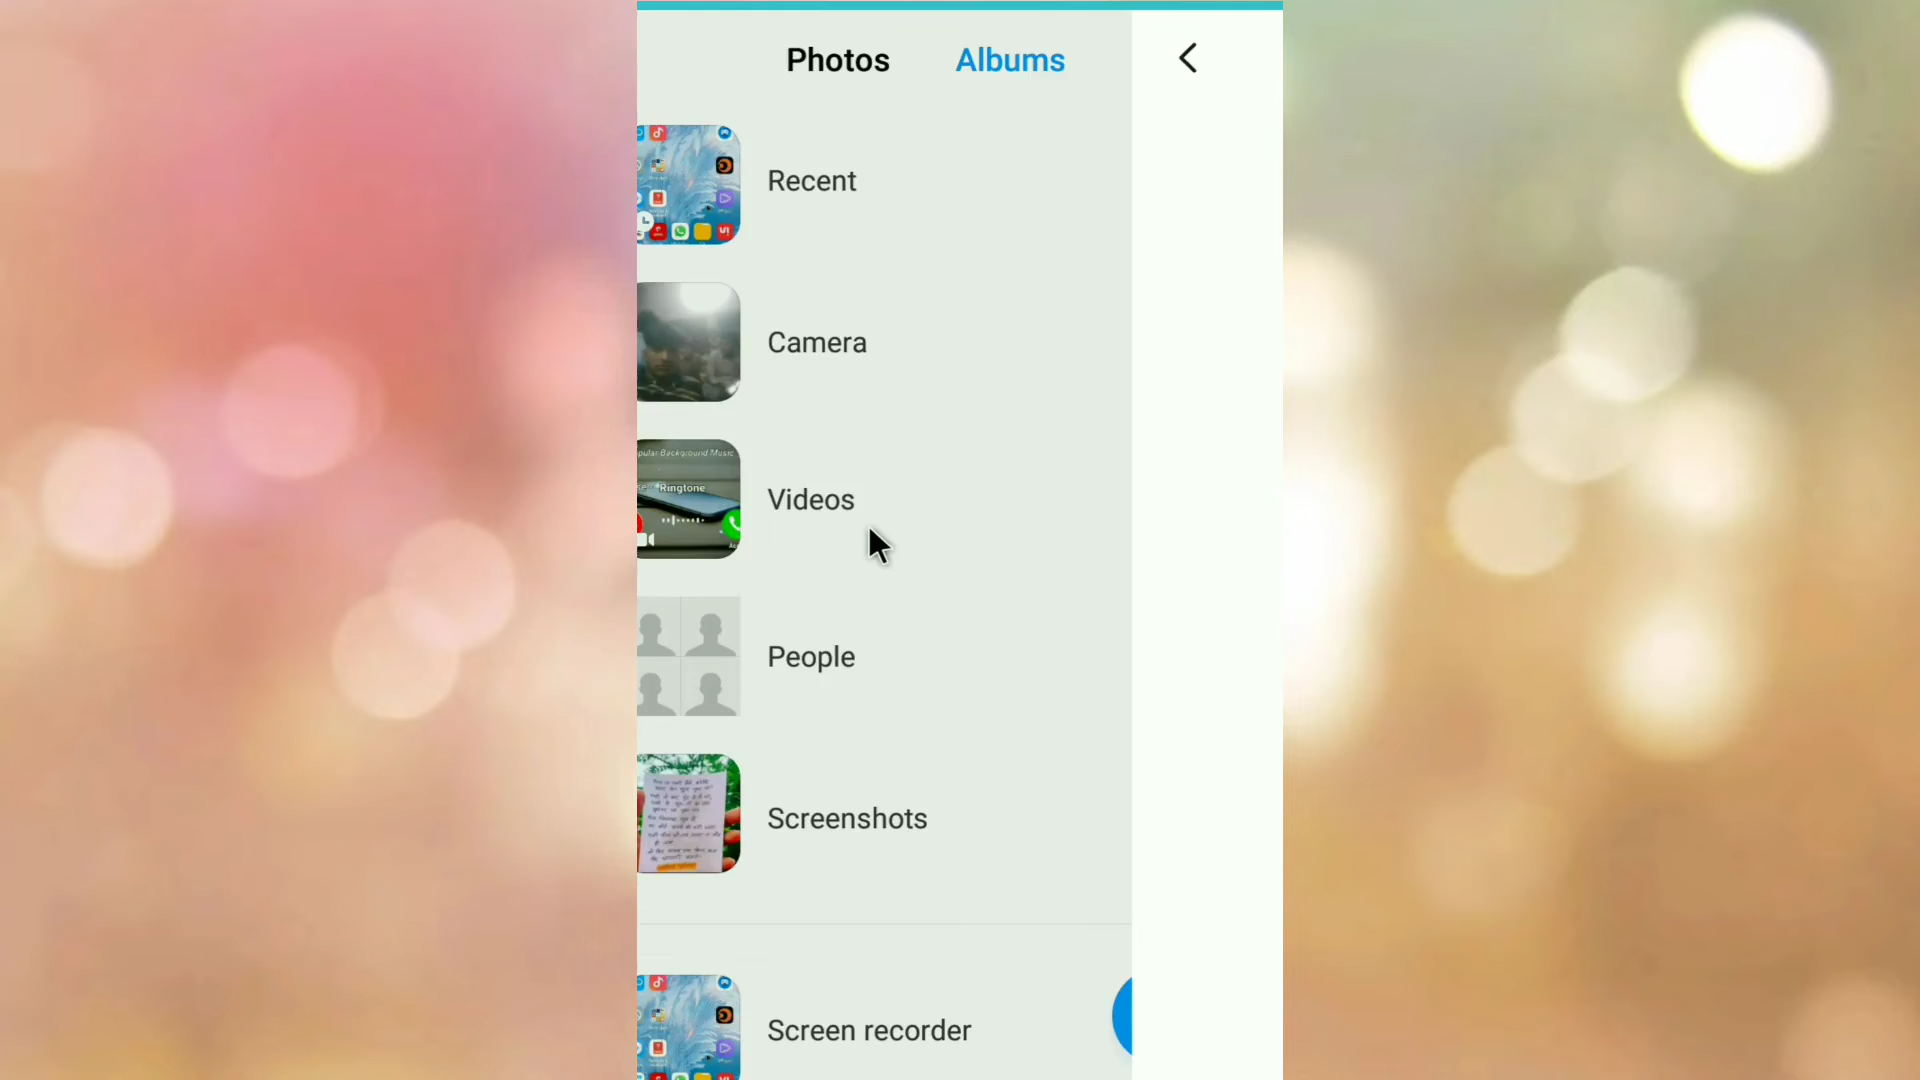 Photos Albums
Recent
Camera
pular Background Music
Ringtone
Videos
People
Screenshots
Screen recorder